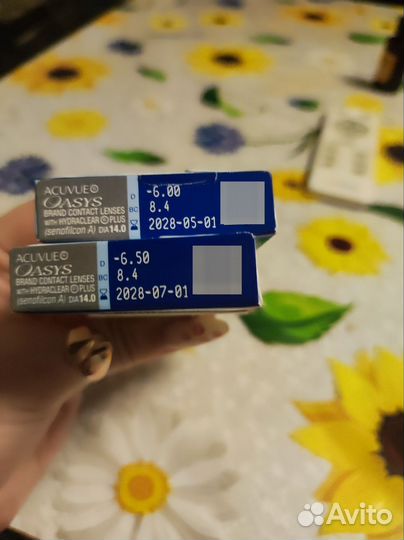 ACUVUE®
OASYS
BRAND CONTACT LENSES
WITH HYDRACLEAR® PLUS
(senofilcon A) DIA 14.0
D -6.00
BC 8.4
2028-05-01
ACUVUE®
OASYS
BRAND CONTACT LENSES
WITH HYDRACLEAR® PLUS
(senofilcon A) DIA 14.0
D -6.50
BC 8.4
2028-07-01
Avito